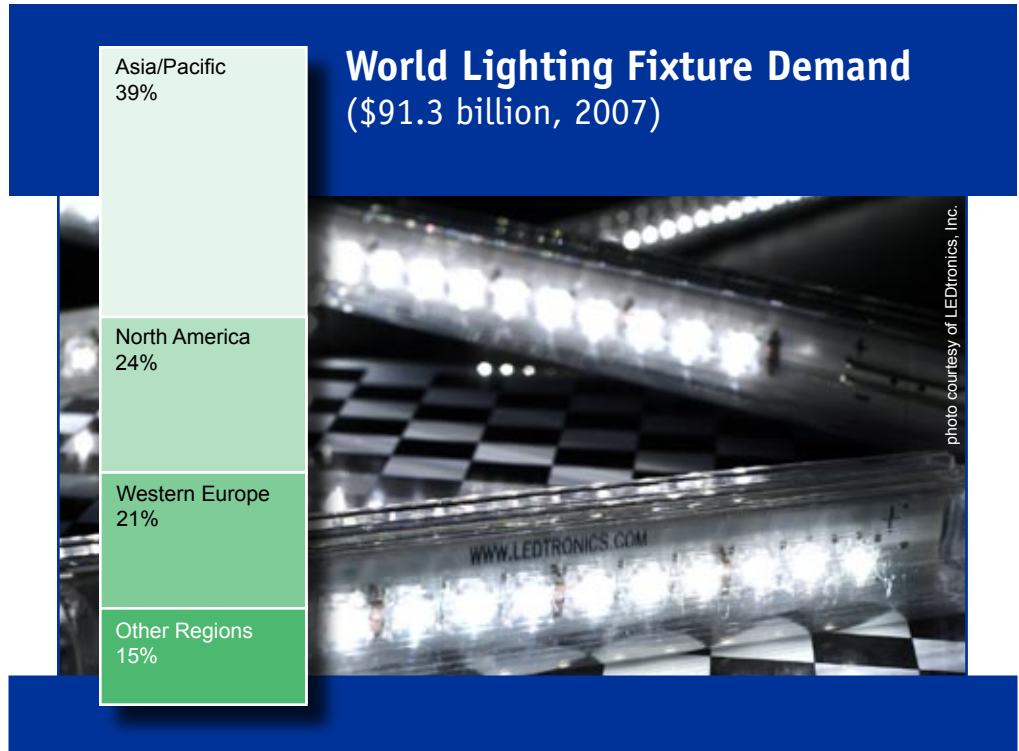 World Lighting Fixture Demand
($91.3 billion, 2007)
Asia/Pacific
39%
North America
24%
Western Europe
21%
Other Regions
15%
photo courtesy of LEDtronics, Inc.
WWW.LEDTRONICS.COM